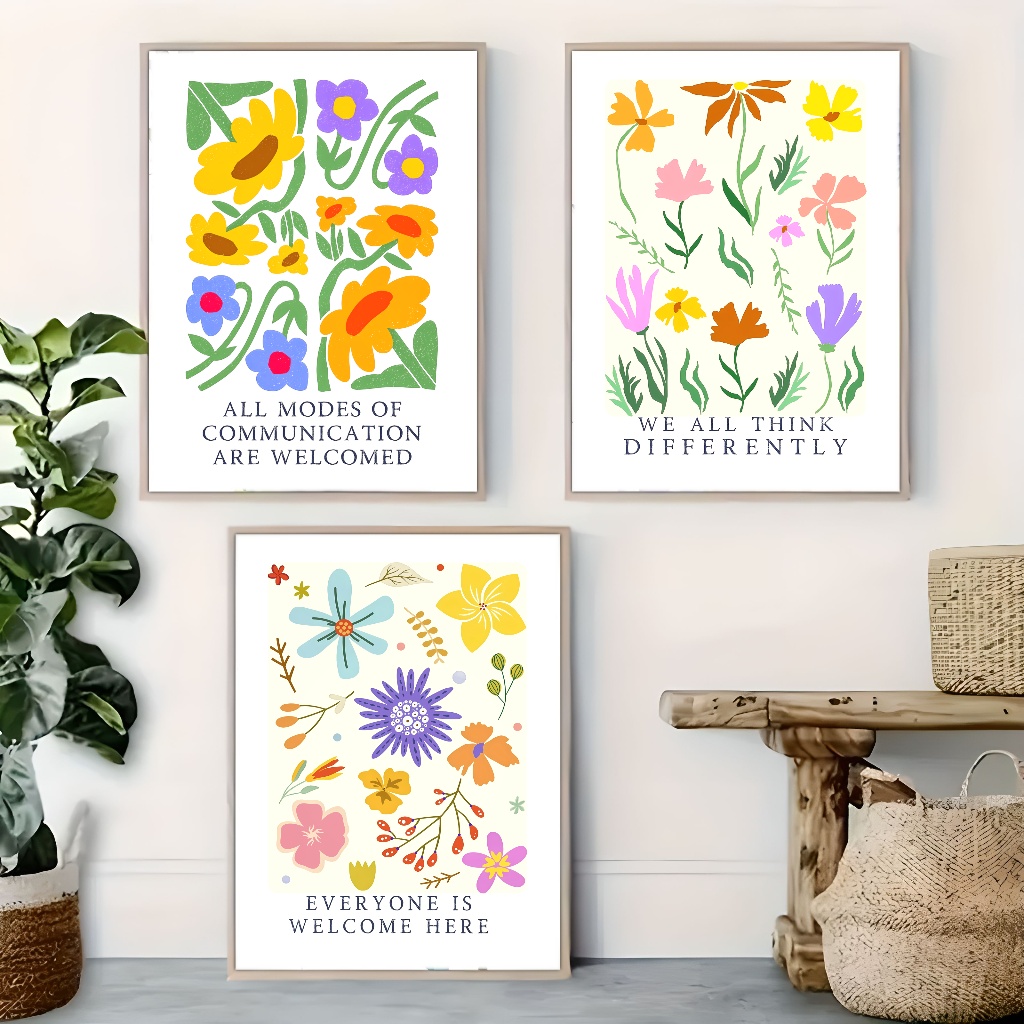 ALL MODES OF
COMMUNICATION
ARE WELCOMED
WE ALL THINK
DIFFERENTLY
EVERYONE IS
WELCOME HERE